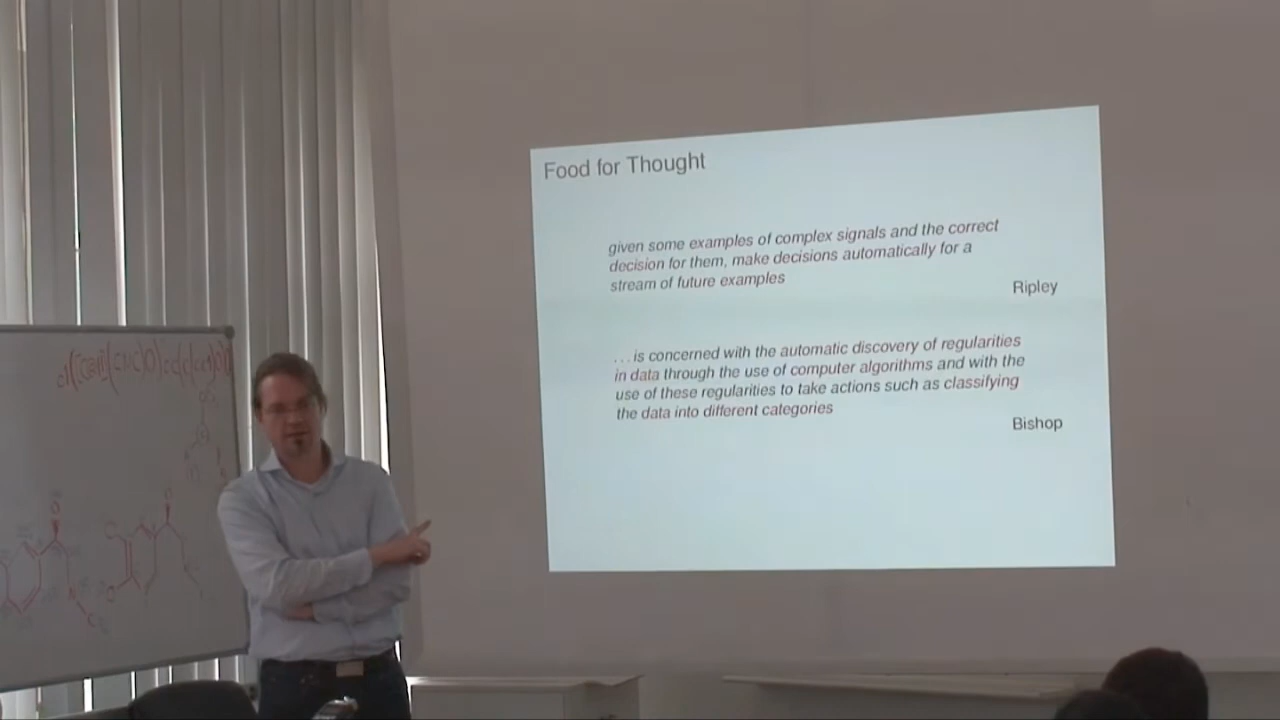 Food for Thought
given some examples of complex signals and the correct
decision for them, make decisions automatically for a
stream of future examples
Ripley
...is concerned with the automatic discovery of regularities
in data through the use of computer algorithms and with the
use of these regularities to take actions such as classifying
the data into different categories
Bishop